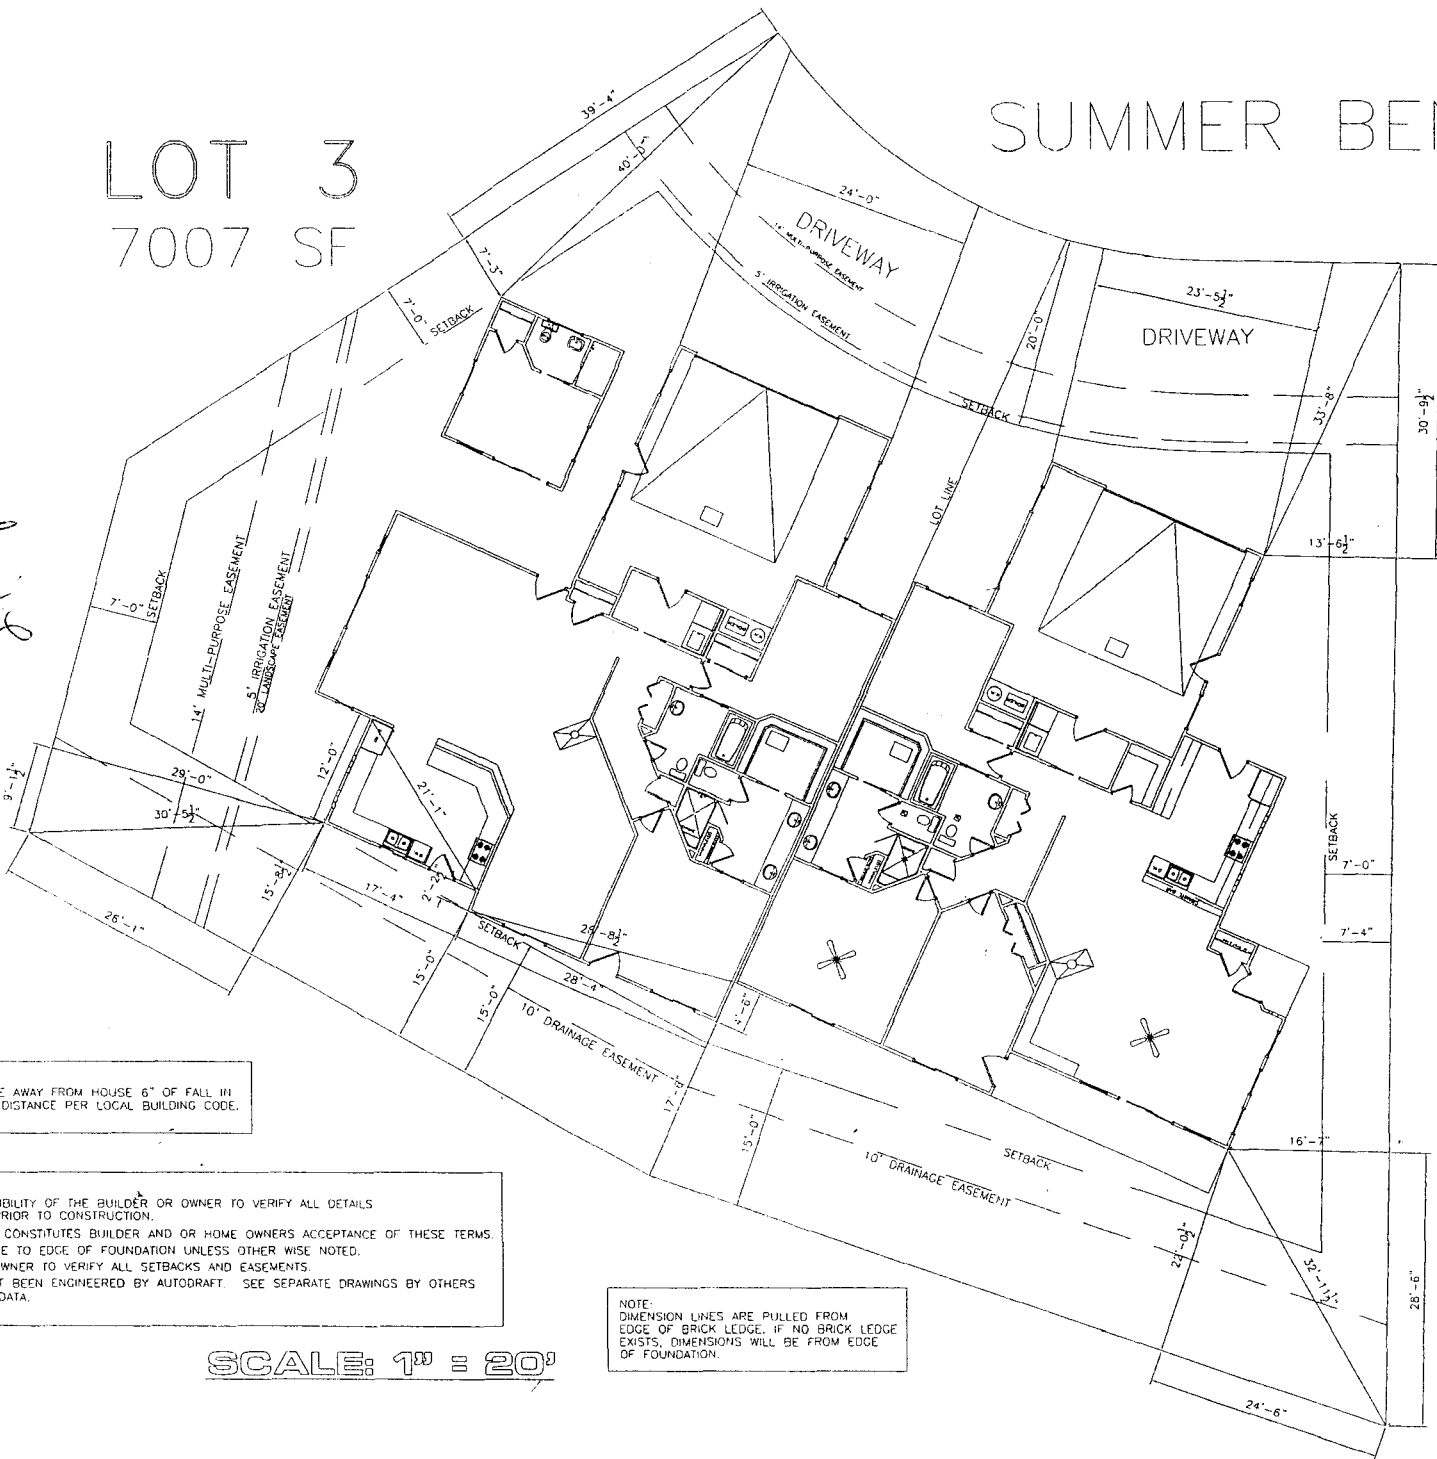 SUMMER BEN
LOT 3
7007 SF
39'-4"
40'-0"
24'-0"
DRIVEWAY
14' MULTI-PURPOSE EASEMENT
5' IRRIGATION EASEMENT
7'-3"
7'-0"
SETBACK
20'-0"
23'-5½"
DRIVEWAY
SETBACK
33'-8"
30'-9½"
LOT LINE
13'-6½"
7'-0"
SETBACK
14' MULTI-PURPOSE EASEMENT
5' IRRIGATION EASEMENT
20' LANDSCAPE EASEMENT
9'-1½"
29'-0"
30'-5½"
12'-0"
21'-1"
15'-8½"
17'-4"
26'-1"
SETBACK
28'-4"
15'-0"
15'-0"
4'-6"
10' DRAINAGE EASEMENT
15'-0"
SETBACK
7'-0"
7'-4"
16'-7"
SETBACK
10' DRAINAGE EASEMENT
22'-0½"
32'-11½"
28'-6"
24'-6"
E AWAY FROM HOUSE 6" OF FALL IN
DISTANCE PER LOCAL BUILDING CODE.
IBILITY OF THE BUILDER OR OWNER TO VERIFY ALL DETAILS
RIOR TO CONSTRUCTION.
CONSTITUTES BUILDER AND OR HOME OWNERS ACCEPTANCE OF THESE TERMS.
E TO EDGE OF FOUNDATION UNLESS OTHER WISE NOTED.
WNER TO VERIFY ALL SETBACKS AND EASEMENTS.
T BEEN ENGINEERED BY AUTODRAFT. SEE SEPARATE DRAWINGS BY OTHERS
DATA.
NOTE:
DIMENSION LINES ARE PULLED FROM
EDGE OF BRICK LEDGE. IF NO BRICK LEDGE
EXISTS, DIMENSIONS WILL BE FROM EDGE
OF FOUNDATION.
SCALE: 1" = 20'